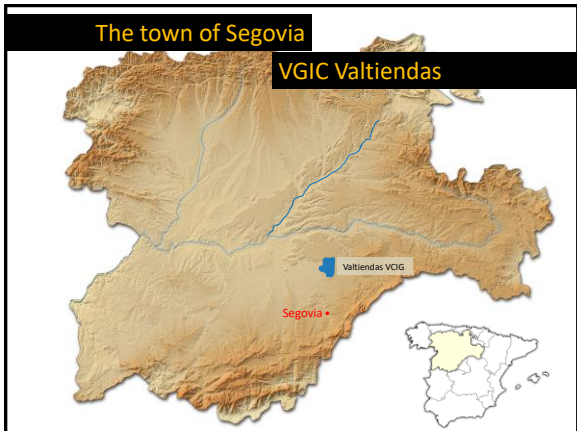 The town of Segovia
VGIC Valtiendas
Valtiendas VCIG
Segovia